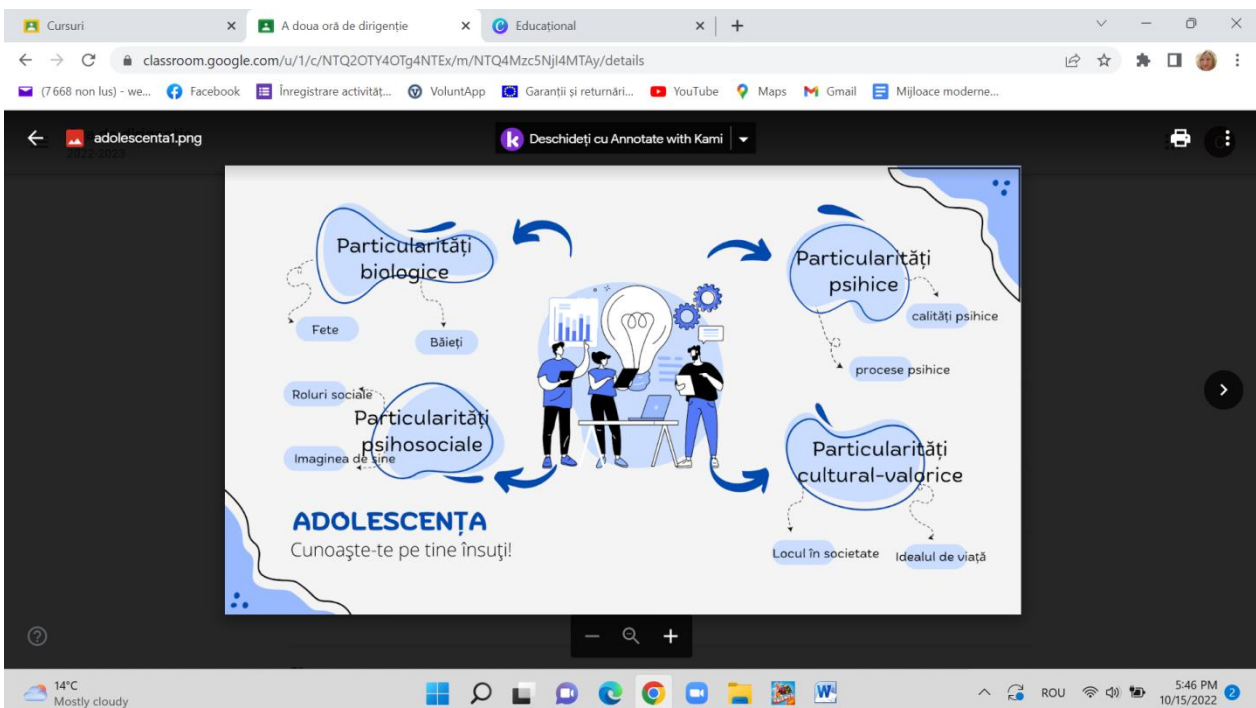 Cursuri
A doua oră de dirigenție
Educațional
classroom.google.com/u/1/c/NTQ2OTY4OTg4NTEx/m/NTQ4Mzc5NjI4MTAy/details
(7 668 non lus) - we...
Facebook
Înregistrare activităț...
VoluntApp
Garanții și returnări...
YouTube
Maps
Gmail
Mijloace moderne...
adolescenta1.png
2022-2023
Deschideți cu Annotate with Kami
Particularități
biologice
Fete
Băieți
Particularități
psihice
calități psihice
procese psihice
Roluri sociale
Particularități
psihosociale
Imaginea de sine
Particularități
cultural-valorice
Locul în societate
Idealul de viață
ADOLESCENȚA
Cunoaște-te pe tine însuți!
14°C
Mostly cloudy
ROU
5:46 PM
10/15/2022
2